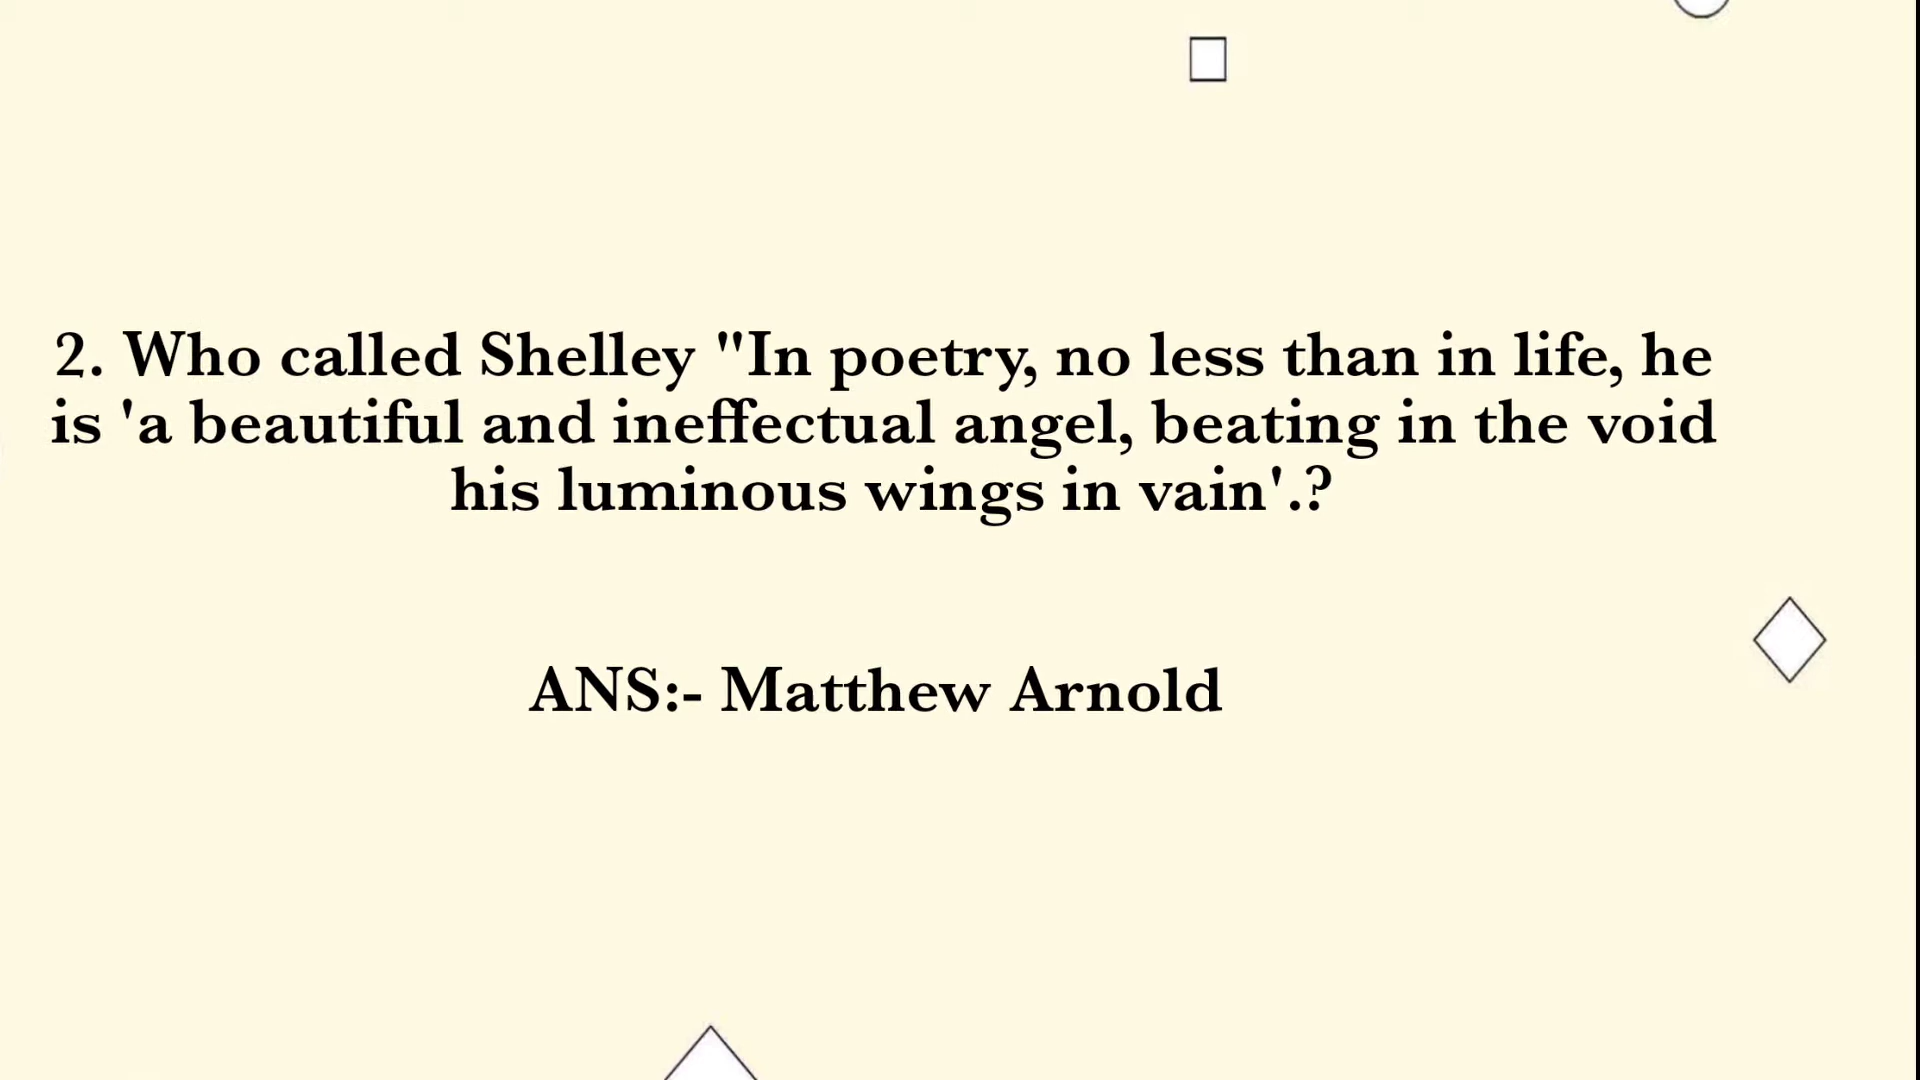 2. Who called Shelley "In poetry, no less than in life, he
is 'a beautiful and ineffectual angel, beating in the void
his luminous wings in vain'.?
ANS:- Matthew Arnold